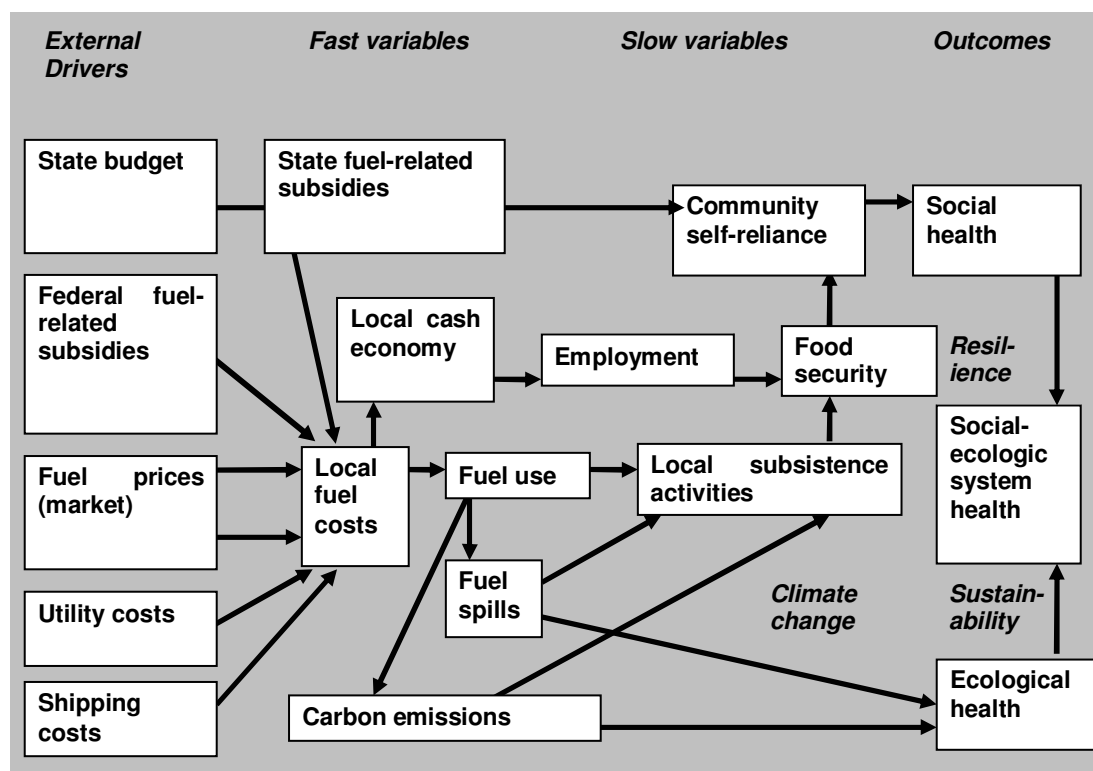 External
Drivers
Fast variables
Slow variables
Outcomes
State budget
State fuel-related
subsidies
Community
self-reliance
Social
health
Federal fuel-
related
subsidies
Local cash
economy
Employment
Food
security
Resil-
ience
Fuel prices
(market)
Local
fuel
costs
Fuel use
Local subsistence
activities
Social-
ecologic
system
health
Utility costs
Fuel
spills
Climate
change
Sustain-
ability
Shipping
costs
Carbon emissions
Ecological
health